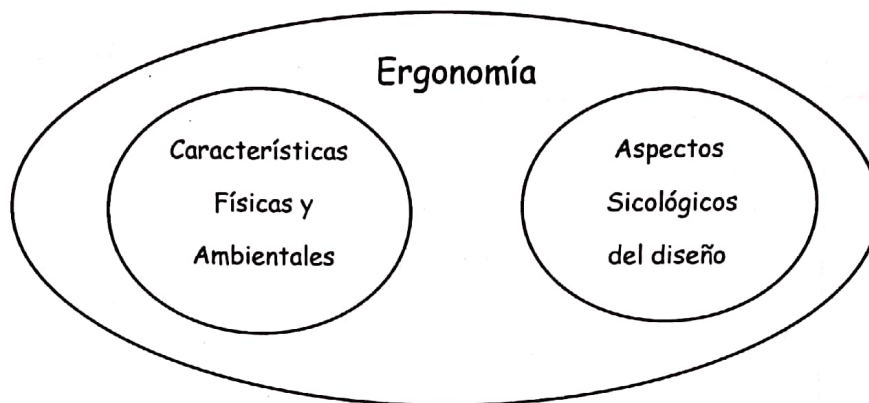 Ergonomía
Características
Físicas y
Ambientales
Aspectos
Sicológicos
del diseño